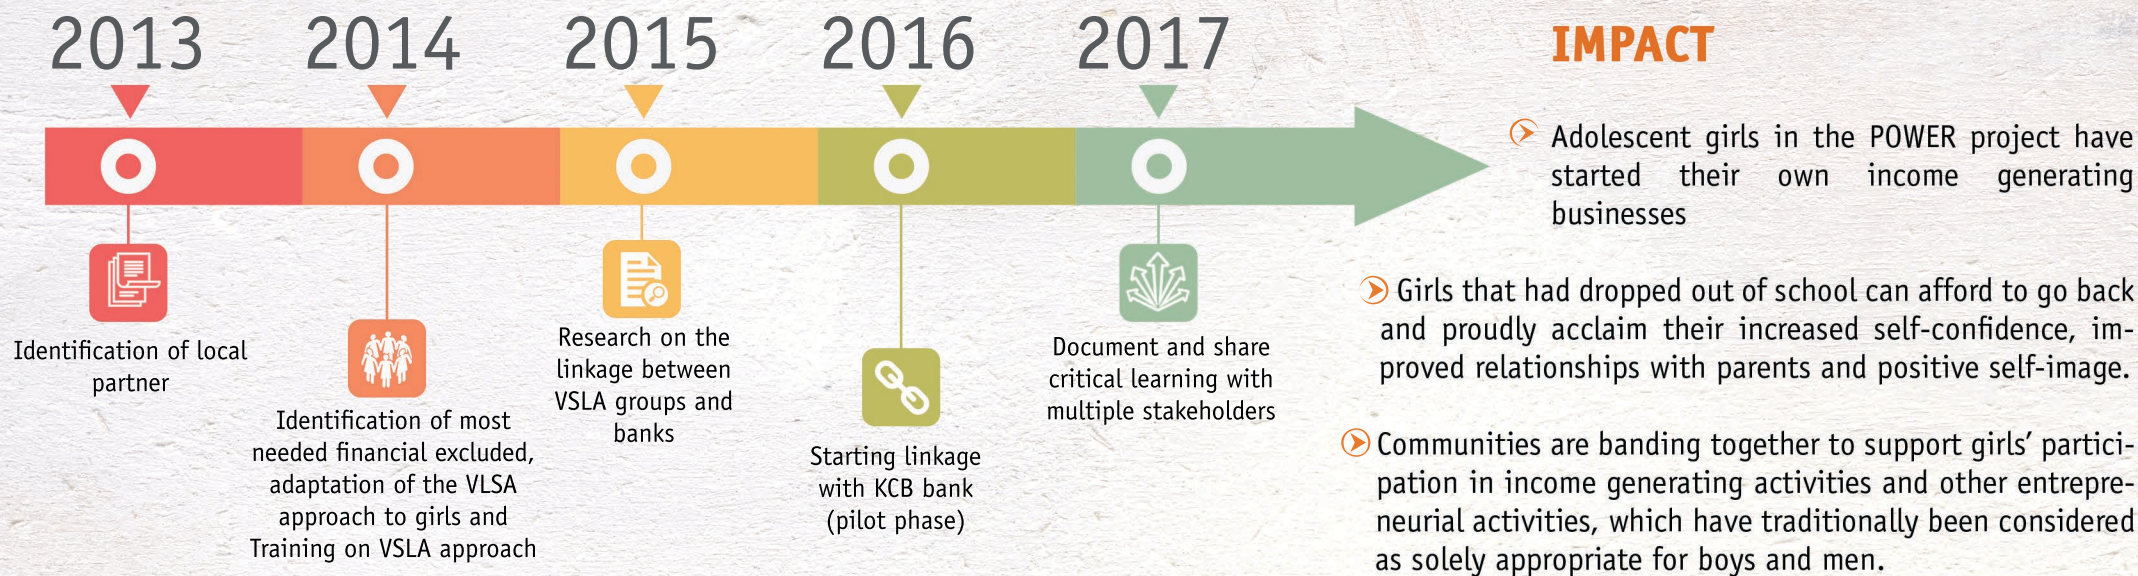 2013 2014 2015 2016 2017
Identification of local
partner
Identification of most
needed financial excluded,
adaptation of the VLSA
approach to girls and
Training on VSLA approach
Research on the
linkage between
VSLA groups and
banks
Starting linkage
with KCB bank
(pilot phase)
Document and share
critical learning with
multiple stakeholders
IMPACT
Adolescent girls in the POWER project have
started their own income generating
businesses
Girls that had dropped out of school can afford to go back
and proudly acclaim their increased self-confidence, im-
proved relationships with parents and positive self-image.
Communities are banding together to support girls’ partici-
pation in income generating activities and other entrepre-
neurial activities, which have traditionally been considered
as solely appropriate for boys and men.